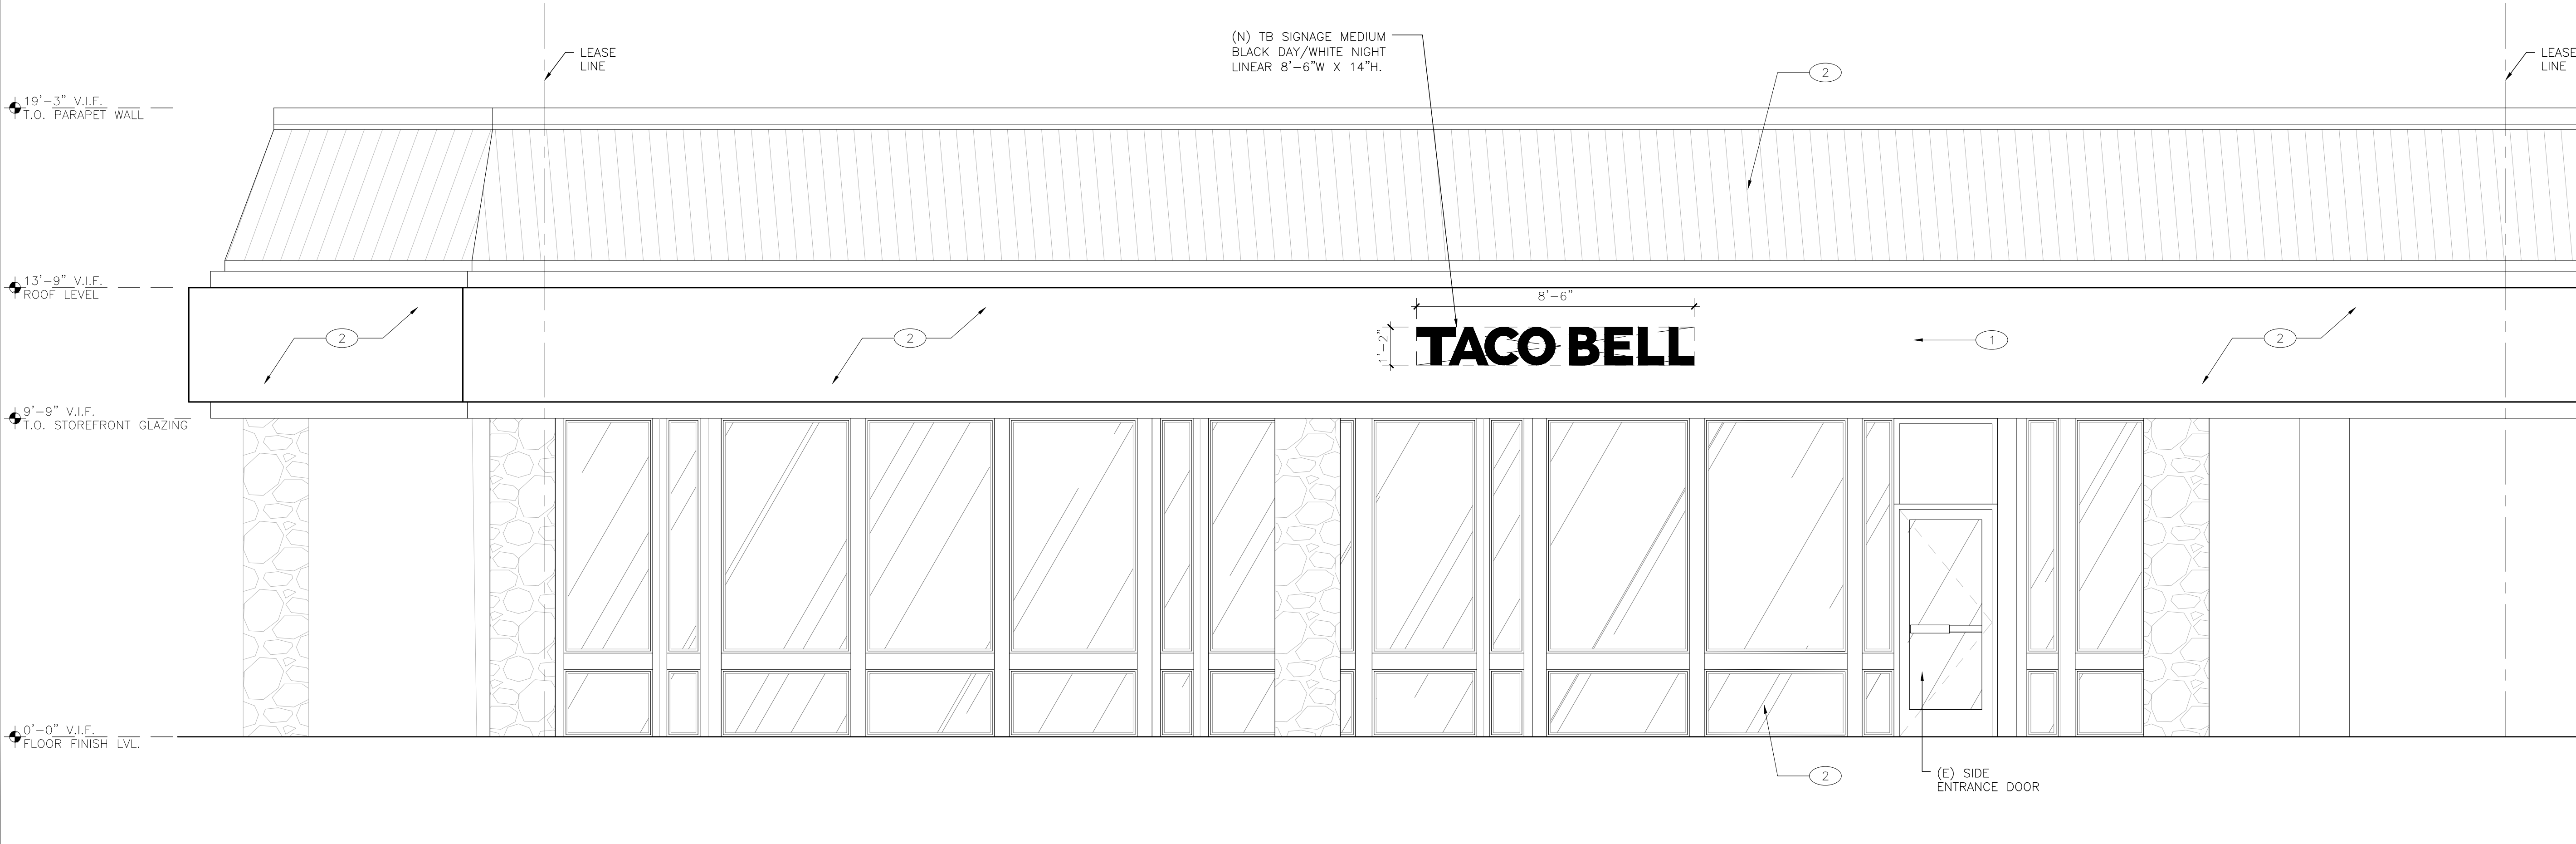 LEASE
LINE
(N) TB SIGNAGE MEDIUM
BLACK DAY/WHITE NIGHT
LINEAR 8'-6"W X 14"H.
2
LEASE
LINE
19'-3" V.I.F.
T.O. PARAPET WALL
13'-9" V.I.F.
ROOF LEVEL
8'-6"
1'-2"
TACO BELL
2
2
1
2
9'-9" V.I.F.
T.O. STOREFRONT GLAZING
0'-0" V.I.F.
FLOOR FINISH LVL.
2
(E) SIDE
ENTRANCE DOOR